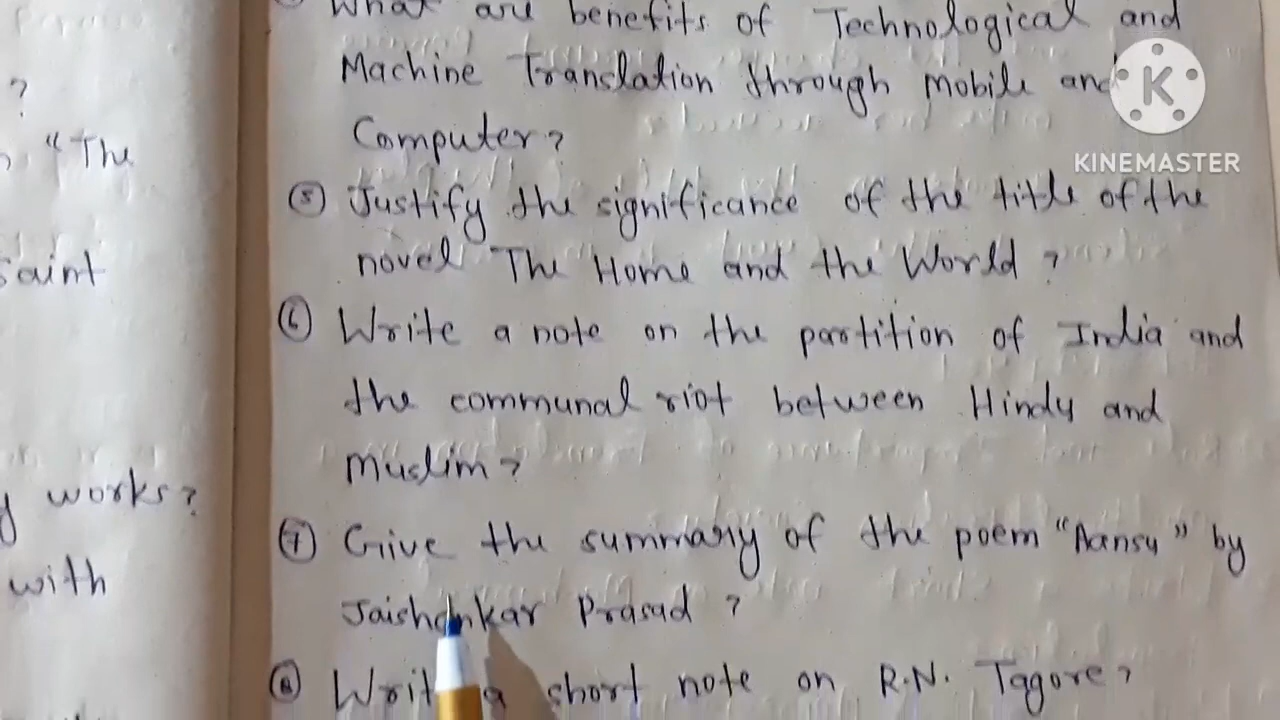 What are benefits of Technological and
Machine Translation through mobile and
Computer?
⑤ Justify the significance of the title of the
novel The Home and the World ?
⑥ Write a note on the partition of India and
the communal riot between Hindu and
Muslim?
⑦ Give the summary of the poem "Aansu" by
Jaishankar Prasad ?
⑧ Write a short note on R.N. Tagore?
?
"The
saint
works?
with
K
KINEMASTER